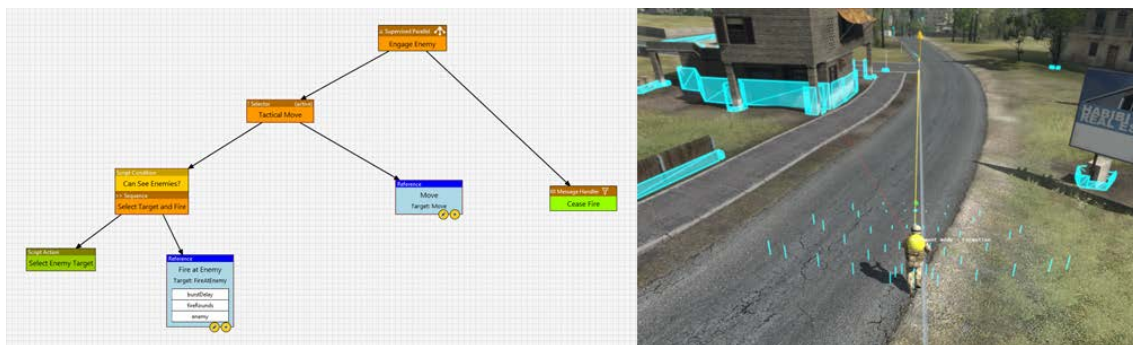 Supervised Parallel
Engage Enemy
Selector
Tactical Move
Script Condition
Can See Enemies?
>> Sequence
Select Target and Fire
Reference
Move
Target: Move
Message Handler
Cease Fire
Script Action
Select Enemy Target
Reference
Fire at Enemy
Target: FireAtEnemy
burstDelay
fireRounds
enemy
HABIBI
REAL ES